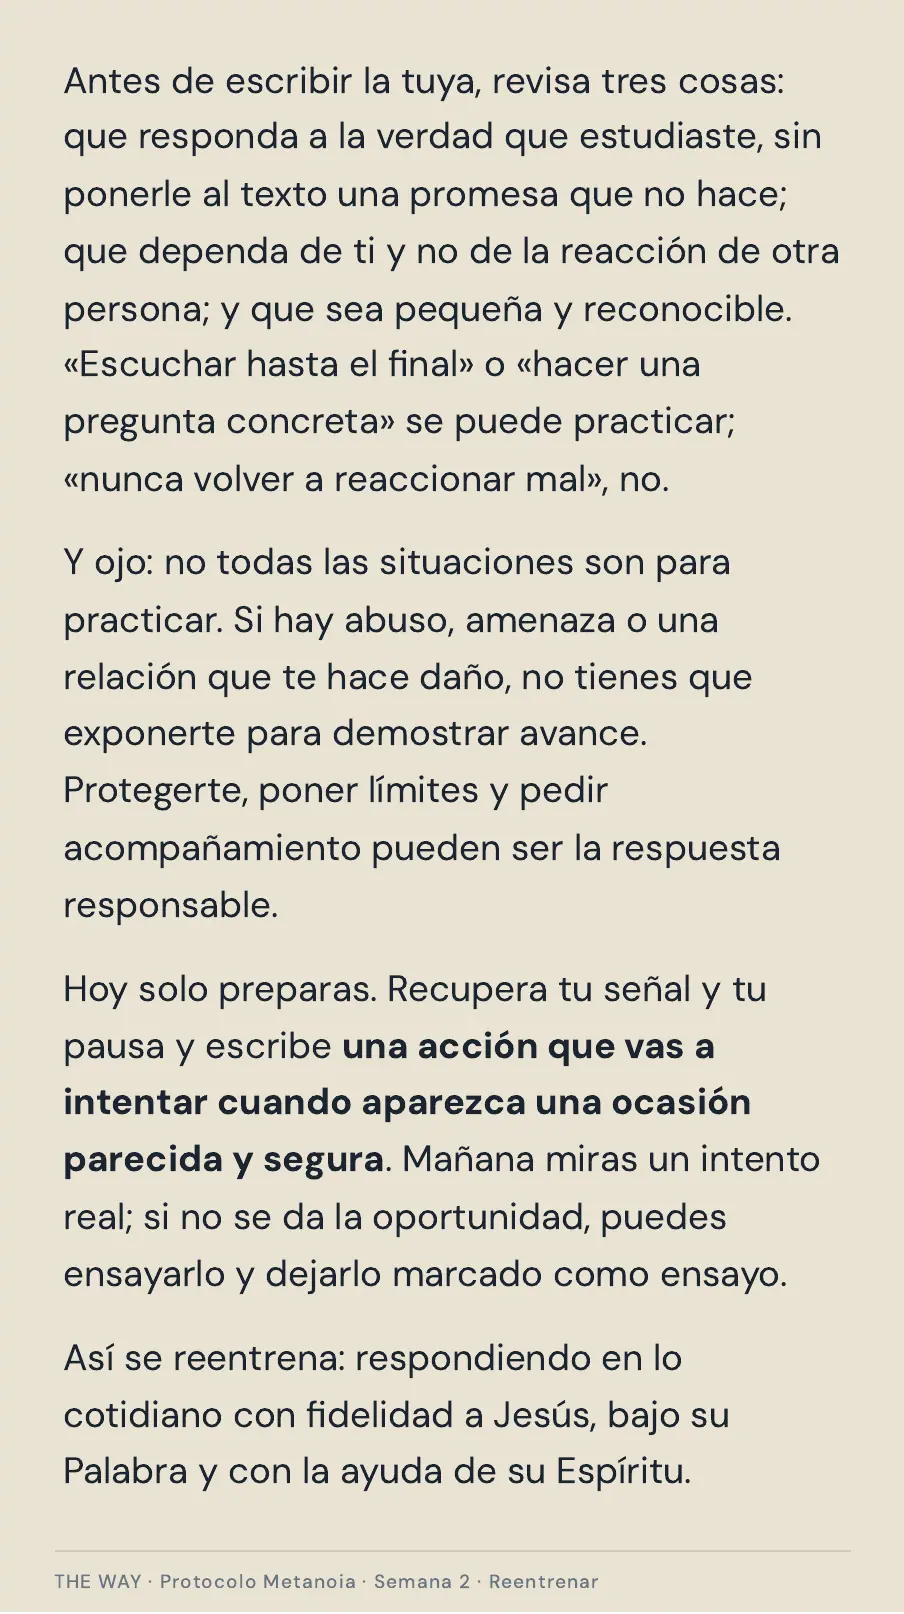 Antes de escribir la tuya, revisa tres cosas:
que responda a la verdad que estudiaste, sin
ponerle al texto una promesa que no hace;
que dependa de ti y no de la reacción de otra
persona; y que sea pequeña y reconocible.
«Escuchar hasta el final» o «hacer una
pregunta concreta» se puede practicar;
«nunca volver a reaccionar mal», no.
Y ojo: no todas las situaciones son para
practicar. Si hay abuso, amenaza o una
relación que te hace daño, no tienes que
exponerte para demostrar avance.
Protegerte, poner límites y pedir
acompañamiento pueden ser la respuesta
responsable.
Hoy solo preparas. Recupera tu señal y tu
pausa y escribe una acción que vas a
intentar cuando aparezca una ocasión
parecida y segura. Mañana miras un intento
real; si no se da la oportunidad, puedes
ensayarlo y dejarlo marcado como ensayo.
Así se reentrena: respondiendo en lo
cotidiano con fidelidad a Jesús, bajo su
Palabra y con la ayuda de su Espíritu.
THE WAY · Protocolo Metanoia · Semana 2 · Reentrenar